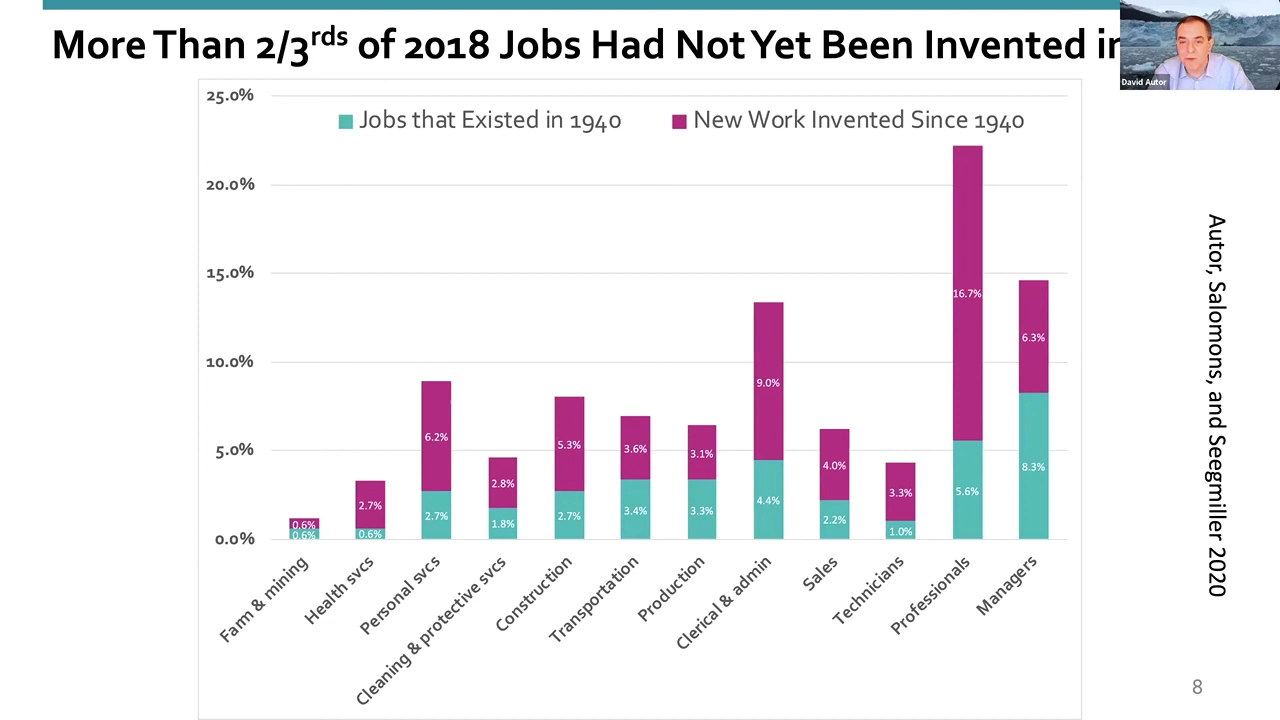 More Than 2/3rds of 2018 Jobs Had Not Yet Been Invented in
David Autor
25.0%
20.0%
15.0%
10.0%
5.0%
0.0%
Jobs that Existed in 1940
New Work Invented Since 1940
0.6%
0.6%
2.7%
0.6%
6.2%
2.7%
2.8%
1.8%
5.3%
2.7%
3.6%
3.4%
3.1%
3.3%
9.0%
4.4%
4.0%
2.2%
3.3%
1.0%
16.7%
5.6%
6.3%
8.3%
Farm & mining
Health svcs
Personal svcs
Cleaning & protective svcs
Construction
Transportation
Production
Clerical & admin
Sales
Technicians
Professionals
Managers
Autor, Salomons, and Seegmiller 2020
8